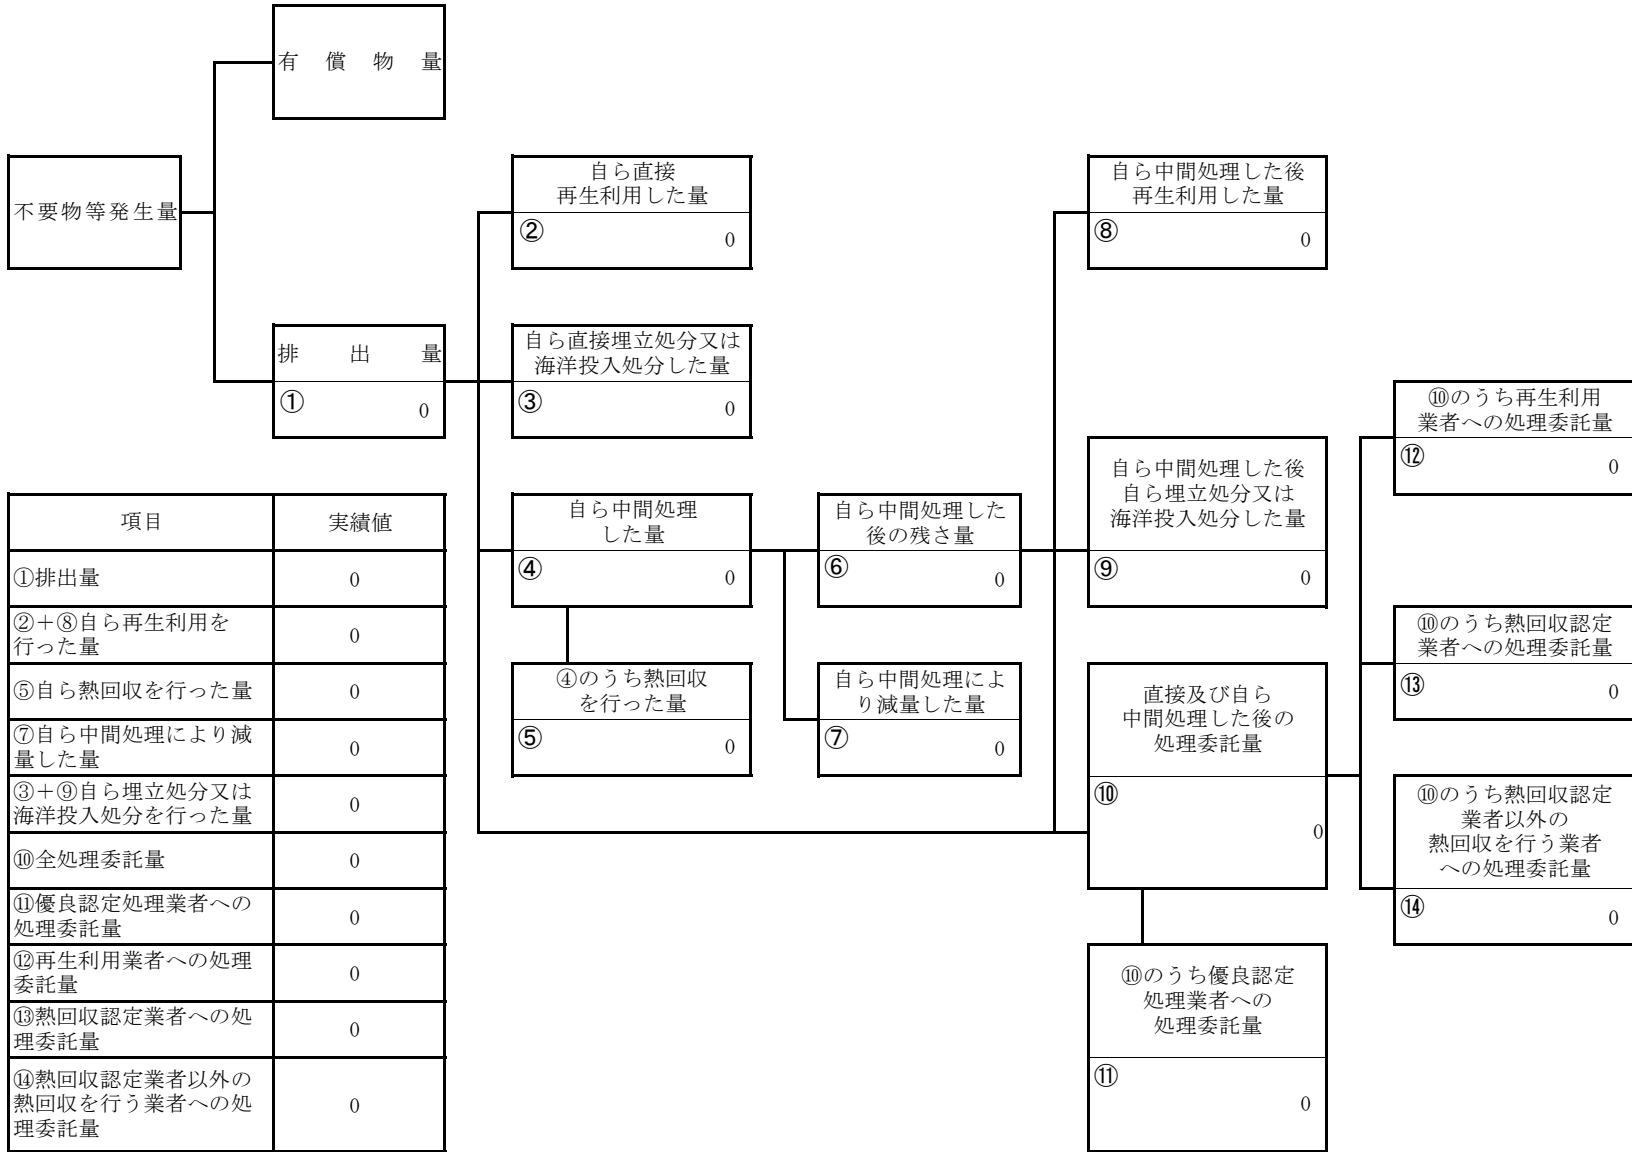 有償物量
不要物等発生量
排出量
①
0
自ら直接
再生利用した量
②
0
自ら直接埋立処分又は
海洋投入処分した量
③
0
自ら中間処理
した量
④
0
④のうち熱回収
を行った量
⑤
0
自ら中間処理した
後の残さ量
⑥
0
自ら中間処理によ
り減量した量
⑦
0
自ら中間処理した後
再生利用した量
⑧
0
自ら中間処理した後
自ら埋立処分又は
海洋投入処分した量
⑨
0
直接及び自ら
中間処理した後の
処理委託量
⑩
0
⑩のうち優良認定
処理業者への
処理委託量
⑪
0
⑩のうち再生利用
業者への処理委託量
⑫
0
⑩のうち熱回収認定
業者への処理委託量
⑬
0
⑩のうち熱回収認定
業者以外の
熱回収を行う業者
への処理委託量
⑭
0
項目 実績値
①排出量 0
②＋⑧自ら再生利用を
行った量 0
⑤自ら熱回収を行った量 0
⑦自ら中間処理により減
量した量 0
③＋⑨自ら埋立処分又は
海洋投入処分を行った量 0
⑩全処理委託量 0
⑪優良認定処理業者への
処理委託量 0
⑫再生利用業者への処理
委託量 0
⑬熱回収認定業者への処
理委託量 0
⑭熱回収認定業者以外の
熱回収を行う業者への処
理委託量 0